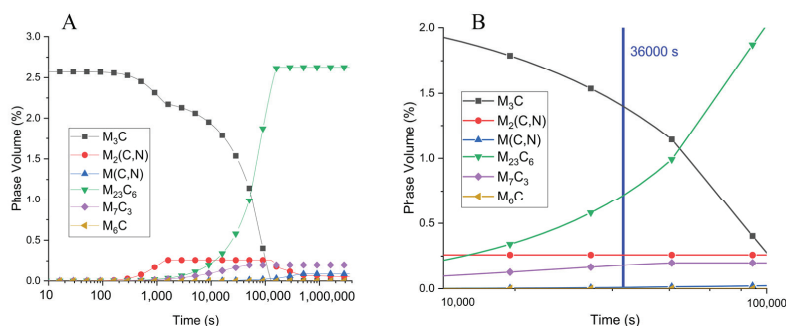 A
B
3.0
2.5
2.0
1.5
1.0
0.5
0.0
Phase Volume (%)
M₃C
M₂(C,N)
M(C,N)
M₂₃C₆
M₇C₃
M₆C
10
100
1,000
10,000
100,000
1,000,000
Time (s)
2.0
1.5
1.0
0.5
0.0
Phase Volume (%)
36000 s
M₃C
M₂(C,N)
M(C,N)
M₂₃C₆
M₇C₃
10,000
100,000
Time (s)